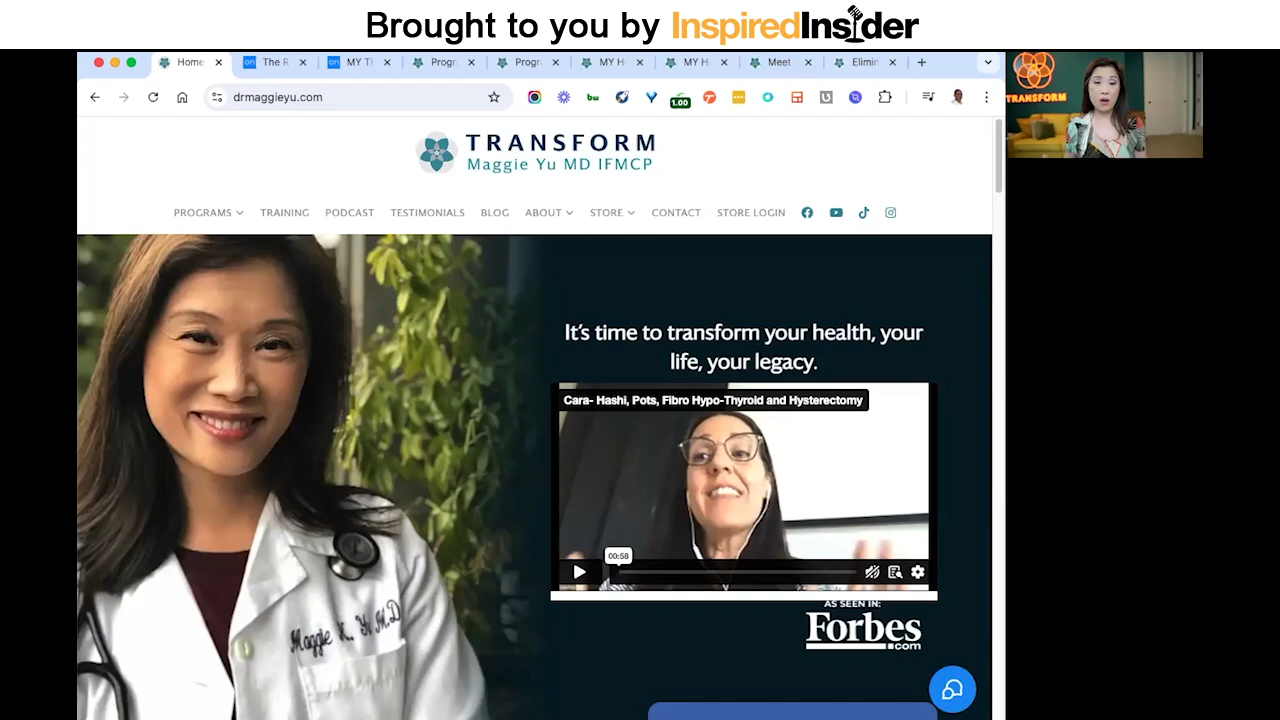 Brought to you by InspiredInsider
Home
The R
MY T
Progr
Progr
MY H
MY H
Meet
Elimin
drmaggieyu.com
1.00
TRANSFORM
TRANSFORM
Maggie Yu MD IFMCP
PROGRAMS TRAINING PODCAST TESTIMONIALS BLOG ABOUT STORE CONTACT STORE LOGIN
It's time to transform your health, your
life, your legacy.
Cara- Hashi, Pots, Fibro Hypo-Thyroid and Hysterectomy
00:58
AS SEEN IN:
Forbes
.com
Maggie K. Yu M.D